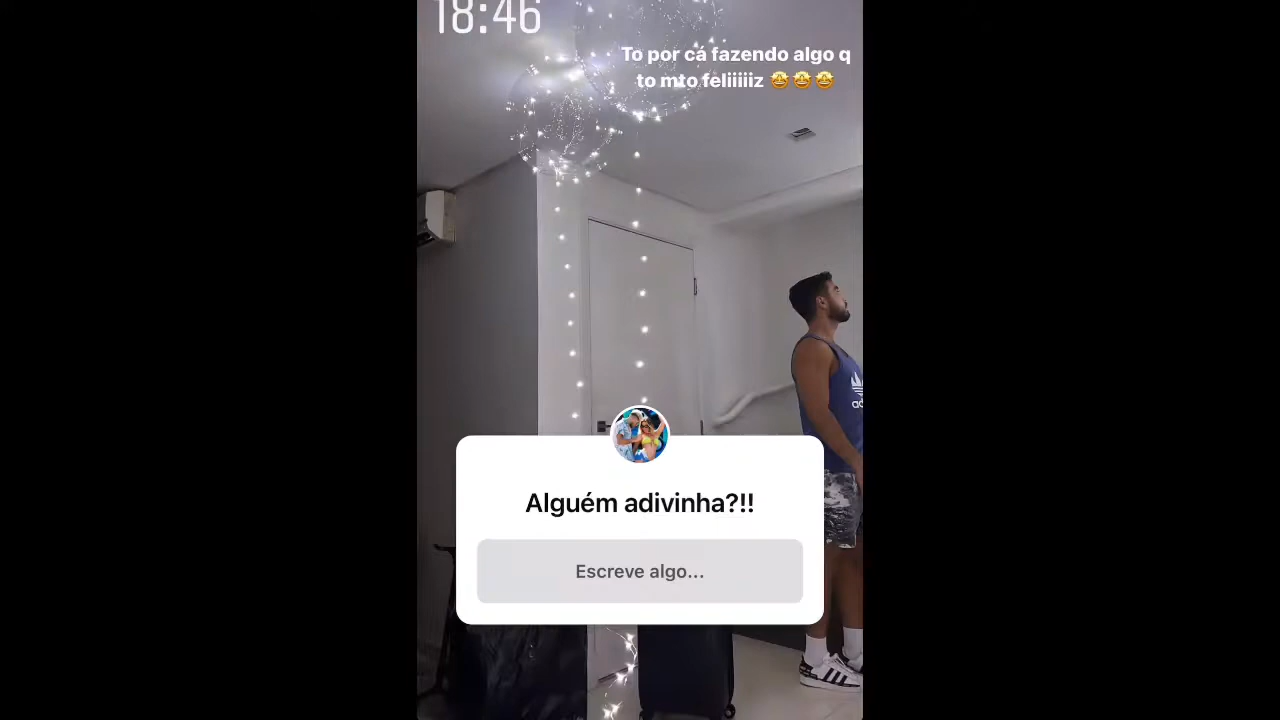 18:46
To por cá fazendo algo q
to mto feliiiiiz 🤩🤩🤩
Alguém adivinha?!!
Escreve algo...